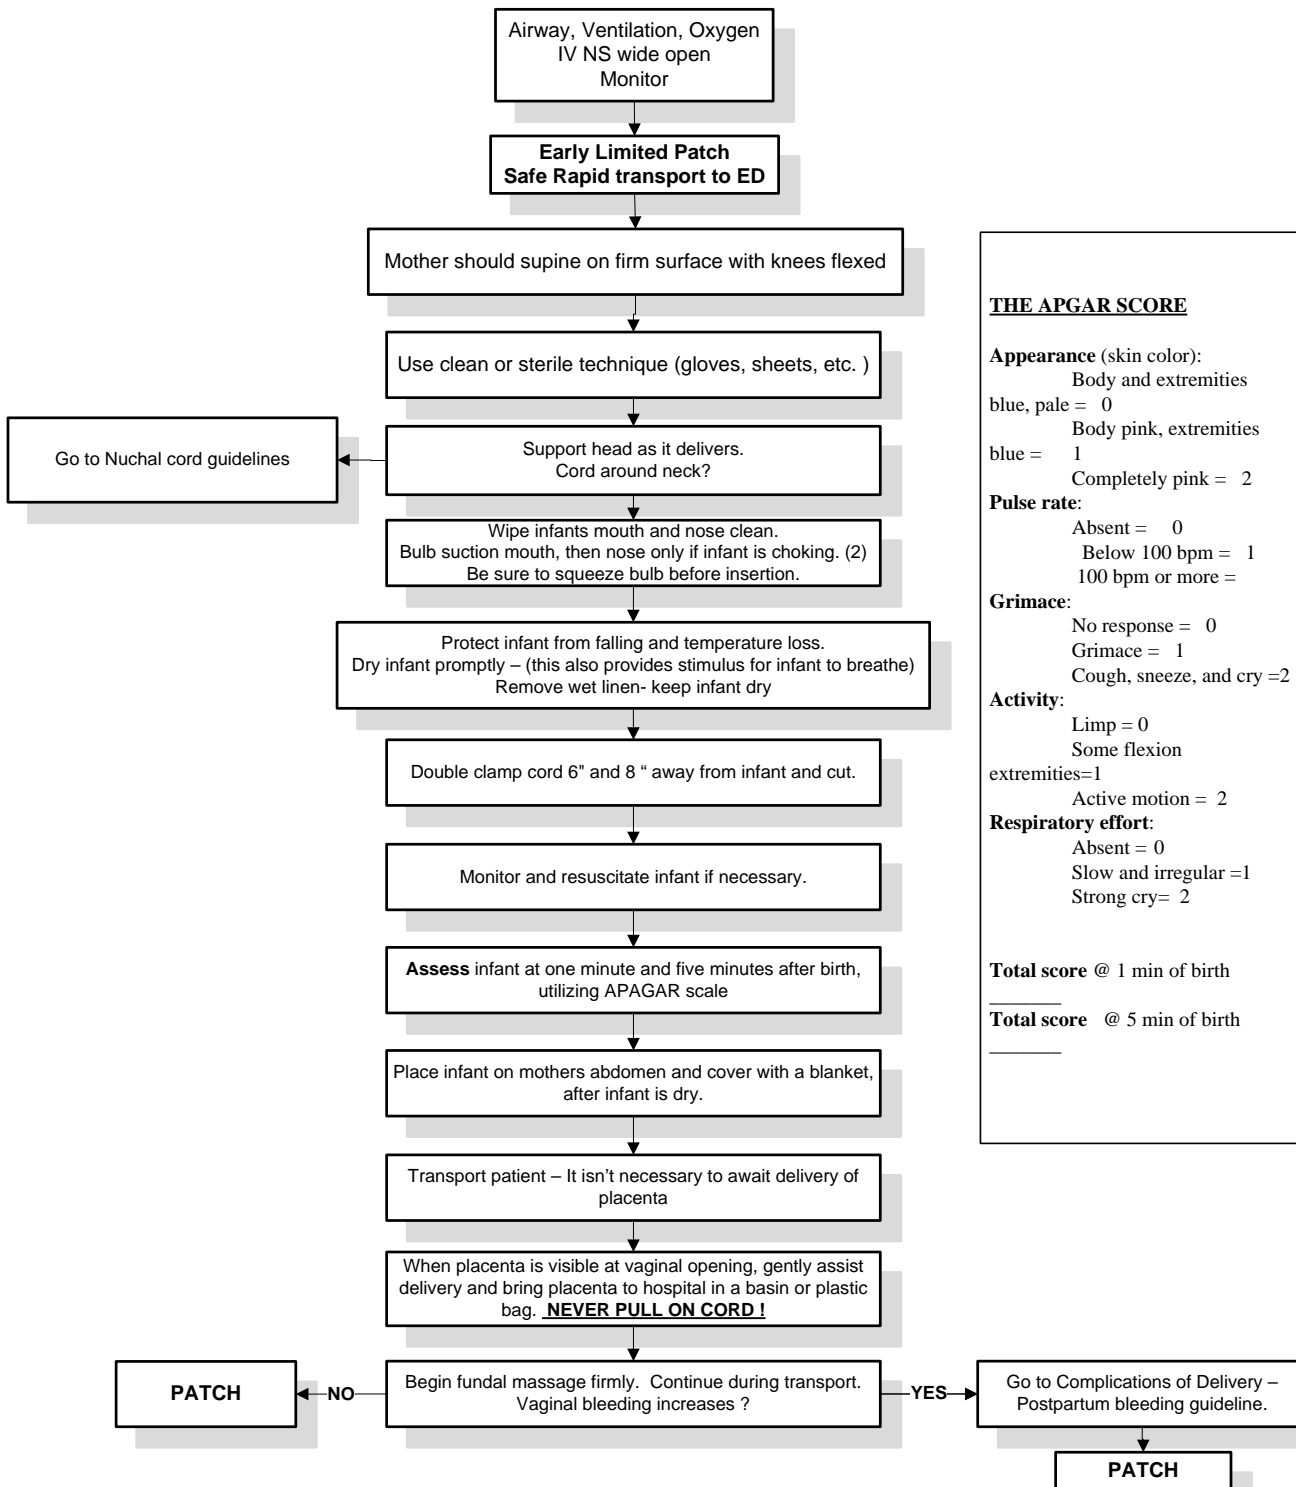 Airway, Ventilation, Oxygen
IV NS wide open
Monitor
Early Limited Patch
Safe Rapid transport to ED
Mother should supine on firm surface with knees flexed
Use clean or sterile technique (gloves, sheets, etc. )
Go to Nuchal cord guidelines
Support head as it delivers.
Cord around neck?
Wipe infants mouth and nose clean.
Bulb suction mouth, then nose only if infant is choking. (2)
Be sure to squeeze bulb before insertion.
Protect infant from falling and temperature loss.
Dry infant promptly – (this also provides stimulus for infant to breathe)
Remove wet linen- keep infant dry
Double clamp cord 6" and 8 “ away from infant and cut.
Monitor and resuscitate infant if necessary.
Assess infant at one minute and five minutes after birth,
utilizing APAGAR scale
Place infant on mothers abdomen and cover with a blanket,
after infant is dry.
Transport patient – It isn’t necessary to await delivery of
placenta
When placenta is visible at vaginal opening, gently assist
delivery and bring placenta to hospital in a basin or plastic
bag. NEVER PULL ON CORD !
Begin fundal massage firmly. Continue during transport.
Vaginal bleeding increases ?
NO
PATCH
YES
Go to Complications of Delivery –
Postpartum bleeding guideline.
PATCH
THE APGAR SCORE
Appearance (skin color):
Body and extremities
blue, pale = 0
Body pink, extremities
blue = 1
Completely pink = 2
Pulse rate:
Absent = 0
Below 100 bpm = 1
100 bpm or more =
Grimace:
No response = 0
Grimace = 1
Cough, sneeze, and cry =2
Activity:
Limp = 0
Some flexion
extremities=1
Active motion = 2
Respiratory effort:
Absent = 0
Slow and irregular =1
Strong cry= 2
Total score @ 1 min of birth
_______
Total score @ 5 min of birth
_______